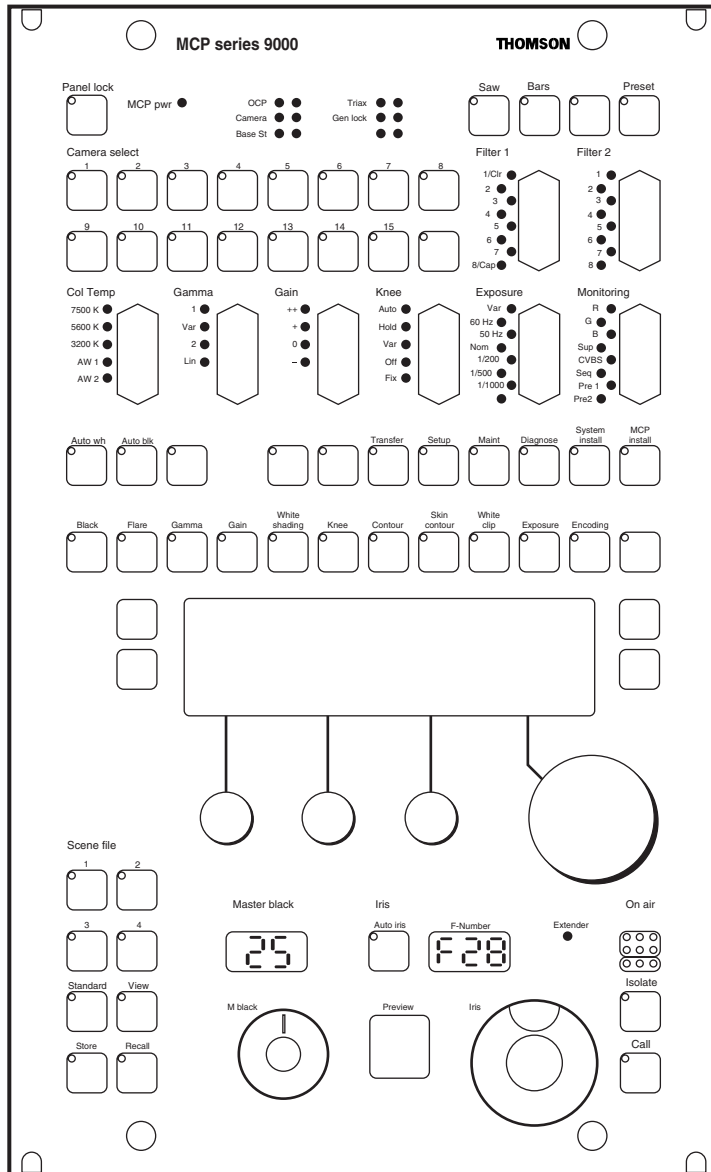 MCP series 9000 THOMSON
Panel lock MCP pwr OCP Triax Saw Bars Preset
Camera Gen lock
Base St
Camera select Filter 1 Filter 2
1 2 3 4 5 6 7 8
1/Clr 1
2 2
3 3
4 4
5 5
6 6
7 7
8/Cap 8
9 10 11 12 13 14 15
Col Temp Gamma Gain Knee Exposure Monitoring
7500 K 1 ++ Auto Var R
5600 K Var + Hold 60 Hz G
3200 K 2 0 Var 50 Hz B
AW 1 Lin – Off Nom Sup
AW 2 Fix 1/200 CVBS
1/500 Seq
1/1000 Pre 1
Pre2
Auto wh Auto blk Transfer Setup Maint Diagnose System install MCP install
Black Flare Gamma Gain White shading Knee Contour Skin contour White clip Exposure Encoding
Scene file
1 2
Master black Iris On air
3 4 25 Auto iris F-Number F28 Extender
Standard View Isolate
M black Preview Iris
Store Recall Call